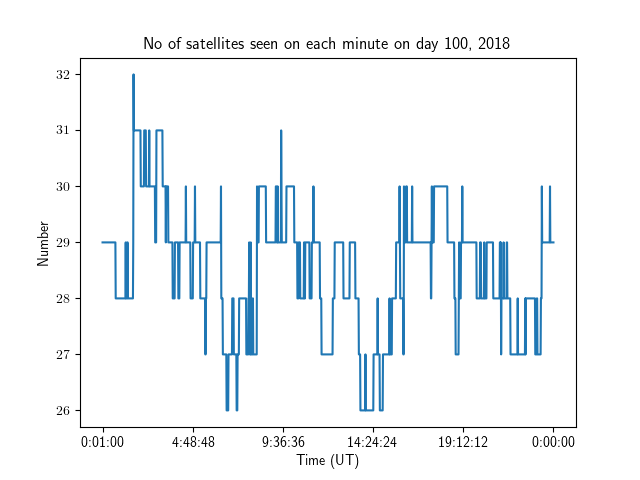 No of satellites seen on each minute on day 100, 2018
32
31
30
29
28
27
26
Number
0:01:00 4:48:48 9:36:36 14:24:24 19:12:12 0:00:00
Time (UT)